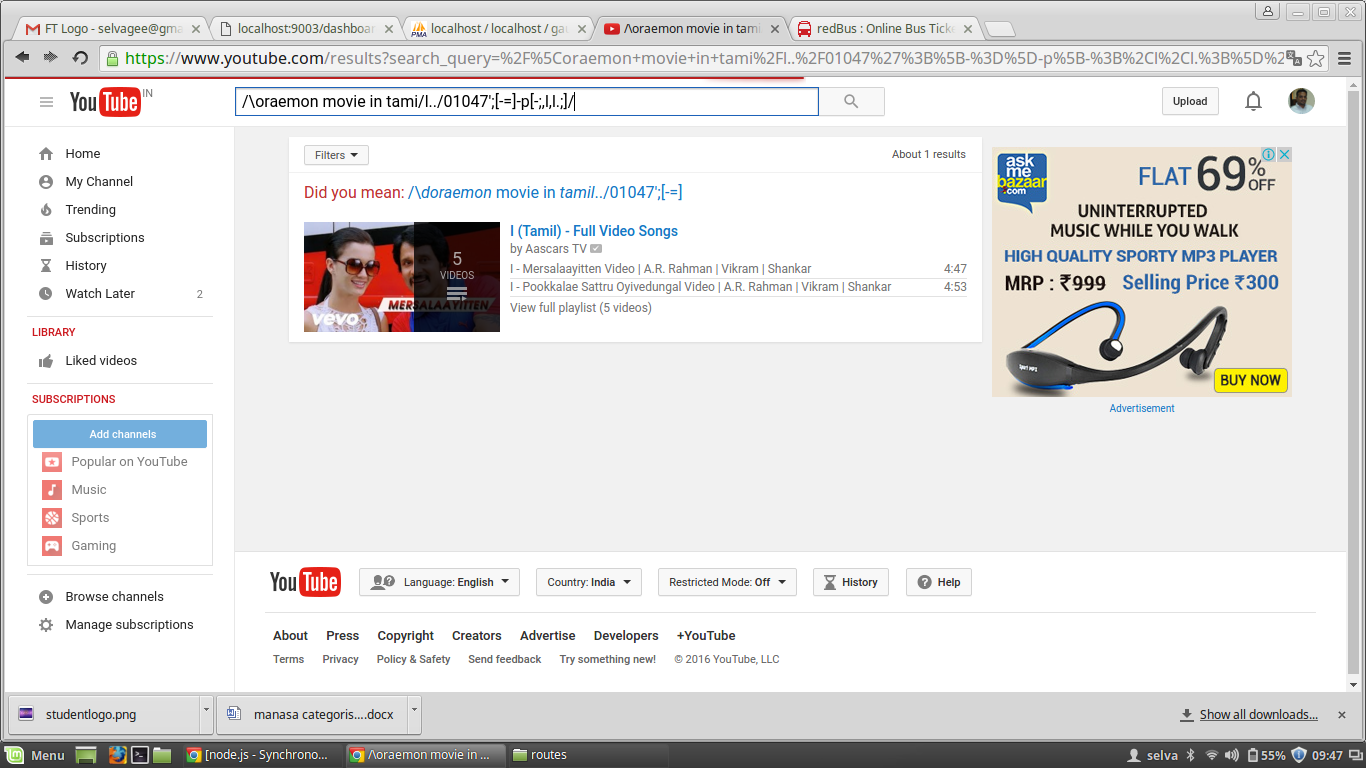 FT Logo - selvagee@gma
localhost:9003/dashboar
localhost / localhost / ga
/\oraemon movie in tami
redBus : Online Bus Ticke
https://www.youtube.com/results?search_query=%2F%5Coraemon+movie+in+tami%2Fl..%2F01047%27%3B%5B-%3D%5D-p%5B-%3B%2Cl%2Cl.%3B%5D%2
YouTube IN
/\oraemon movie in tami/l../01047';[-=]-p[-;,l,l.;]/
Upload
Home
My Channel
Trending
Subscriptions
History
Watch Later 2
LIBRARY
Liked videos
SUBSCRIPTIONS
Add channels
Popular on YouTube
Music
Sports
Gaming
Browse channels
Manage subscriptions
Filters
About 1 results
Did you mean: /\doraemon movie in tamil../01047';[-=]
5
VIDEOS
MERSALAAYITTEN
vevo
I (Tamil) - Full Video Songs
by Aascars TV
I - Mersalaayitten Video | A.R. Rahman | Vikram | Shankar 4:47
I - Pookkalae Sattru Oyivedungal Video | A.R. Rahman | Vikram | Shankar 4:53
View full playlist (5 videos)
ask
me
bazaar
.com
FLAT 69% OFF
UNINTERRUPTED
MUSIC WHILE YOU WALK
HIGH QUALITY SPORTY MP3 PLAYER
MRP : ₹999 Selling Price ₹300
Sport MP3
BUY NOW
Advertisement
YouTube
Language: English
Country: India
Restricted Mode: Off
History
Help
About Press Copyright Creators Advertise Developers +YouTube
Terms Privacy Policy & Safety Send feedback Try something new! © 2016 YouTube, LLC
studentlogo.png
manasa categoris....docx
Show all downloads...
Menu
[node.js - Synchrono...
/\oraemon movie in ...
routes
selva
55%
09:47